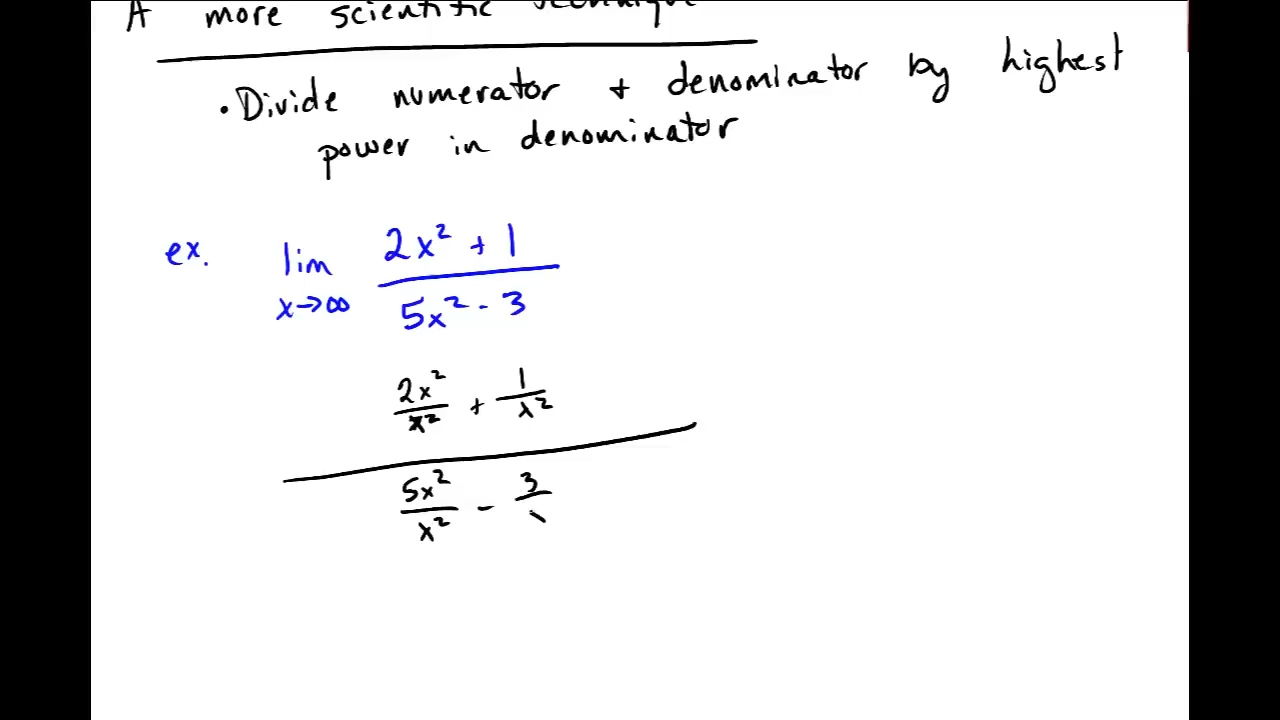 A more scientific technique
• Divide numerator + denominator by highest
power in denominator
ex. lim x→∞ (2x² + 1)/(5x² - 3)
2x²/x² + 1/x²
5x²/x² - 3/